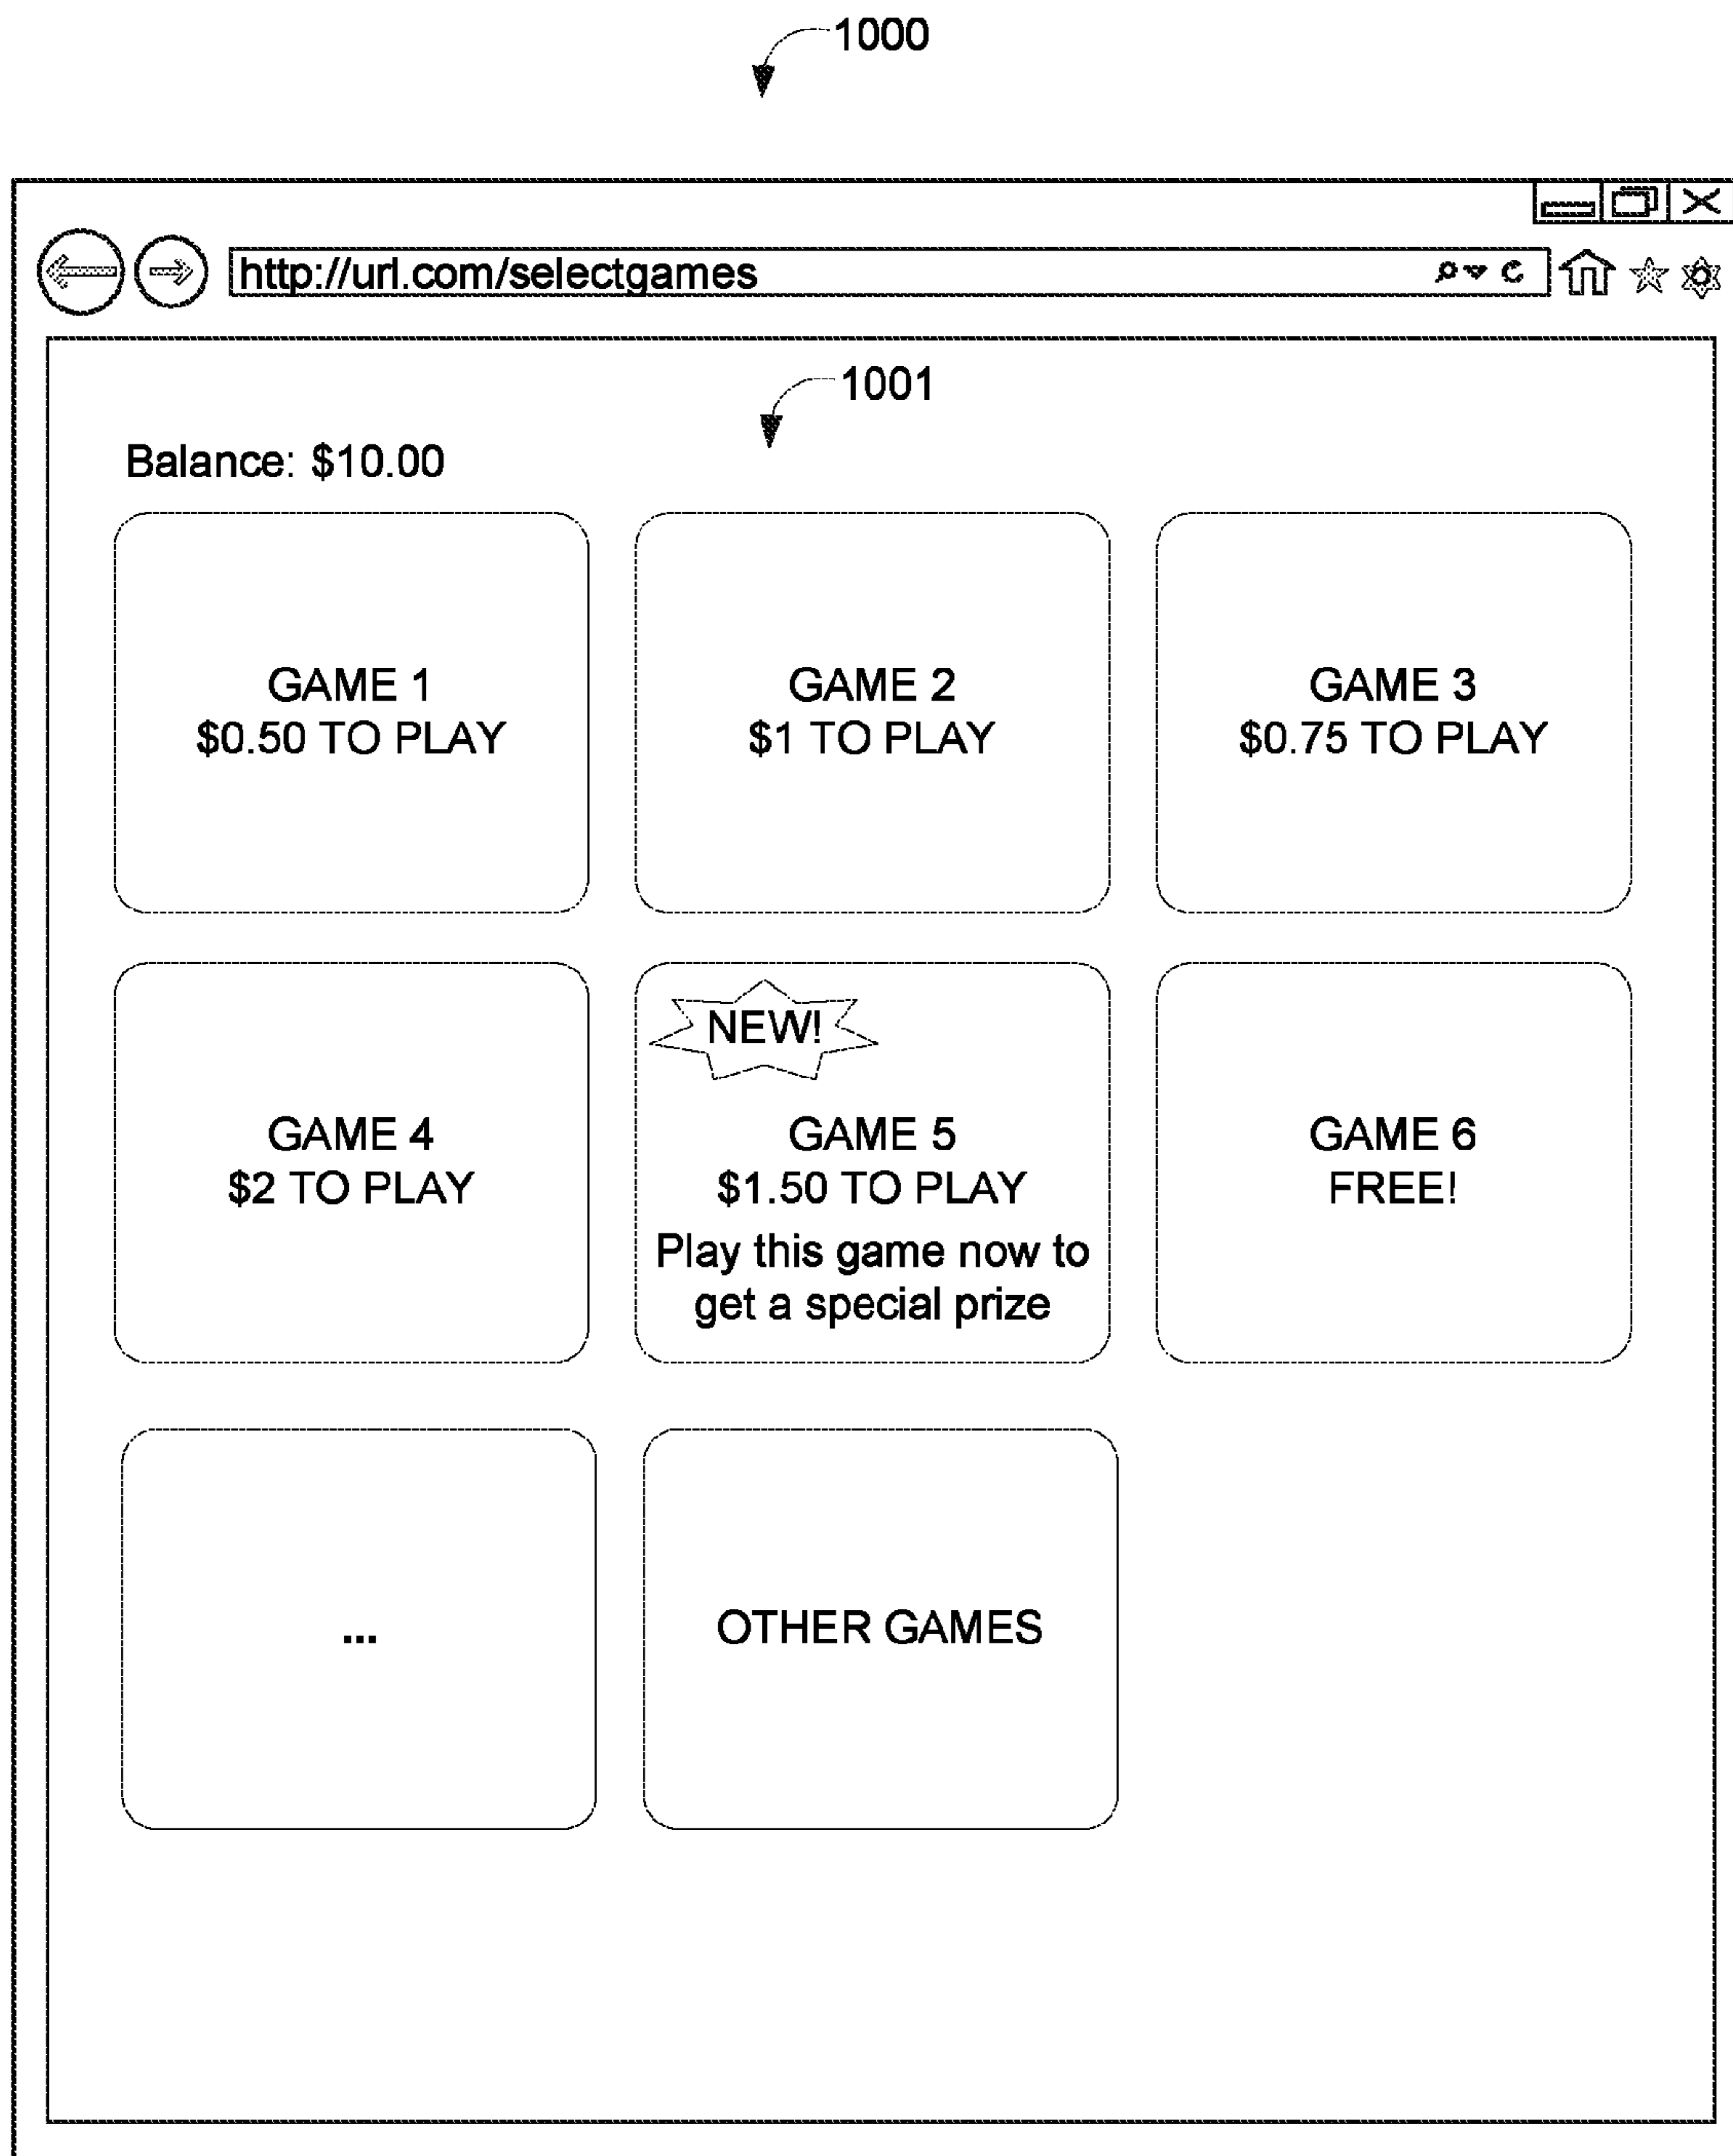 1000
http://url.com/selectgames
1001
Balance: $10.00
GAME 1
$0.50 TO PLAY
GAME 2
$1 TO PLAY
GAME 3
$0.75 TO PLAY
GAME 4
$2 TO PLAY
NEW!
GAME 5
$1.50 TO PLAY
Play this game now to
get a special prize
GAME 6
FREE!
...
OTHER GAMES